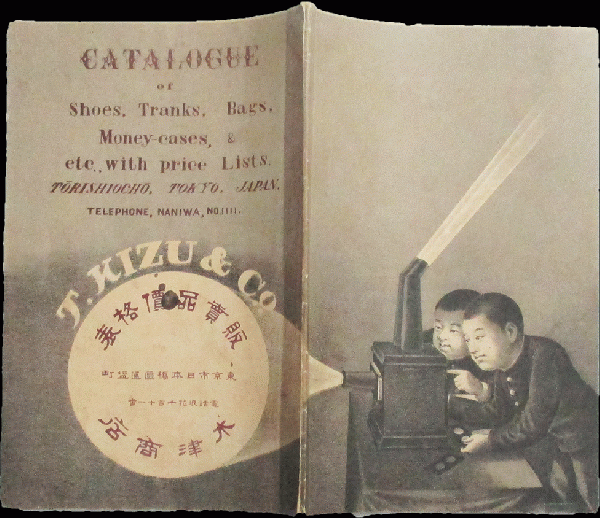 CATALOGUE
of
Shoes, Tranks, Bags,
Money-cases, &
etc., with price Lists.
TŌRISHIOCHO, TOKYO, JAPAN.
TELEPHONE, NANIWA, NO,1111.
T. KIZU & Co.
販賣品價格表
東京市日本橋區通町
電話浪花千百十一番
木津商店